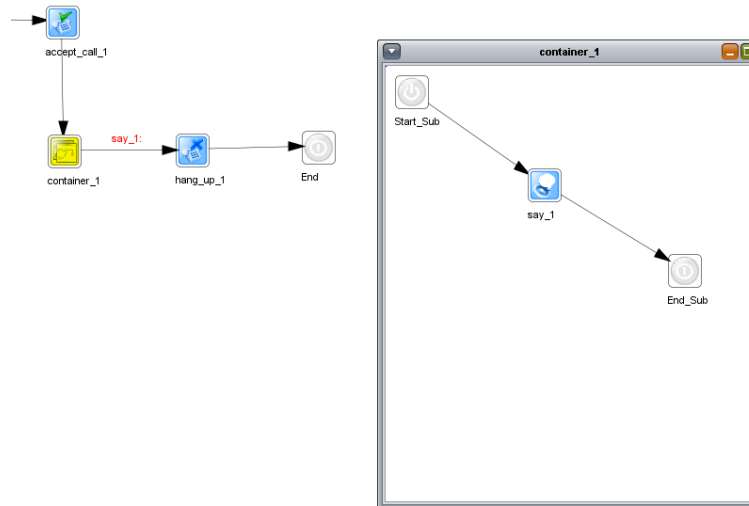 accept_call_1
say_1:
container_1
hang_up_1
End
container_1
Start_Sub
say_1
End_Sub